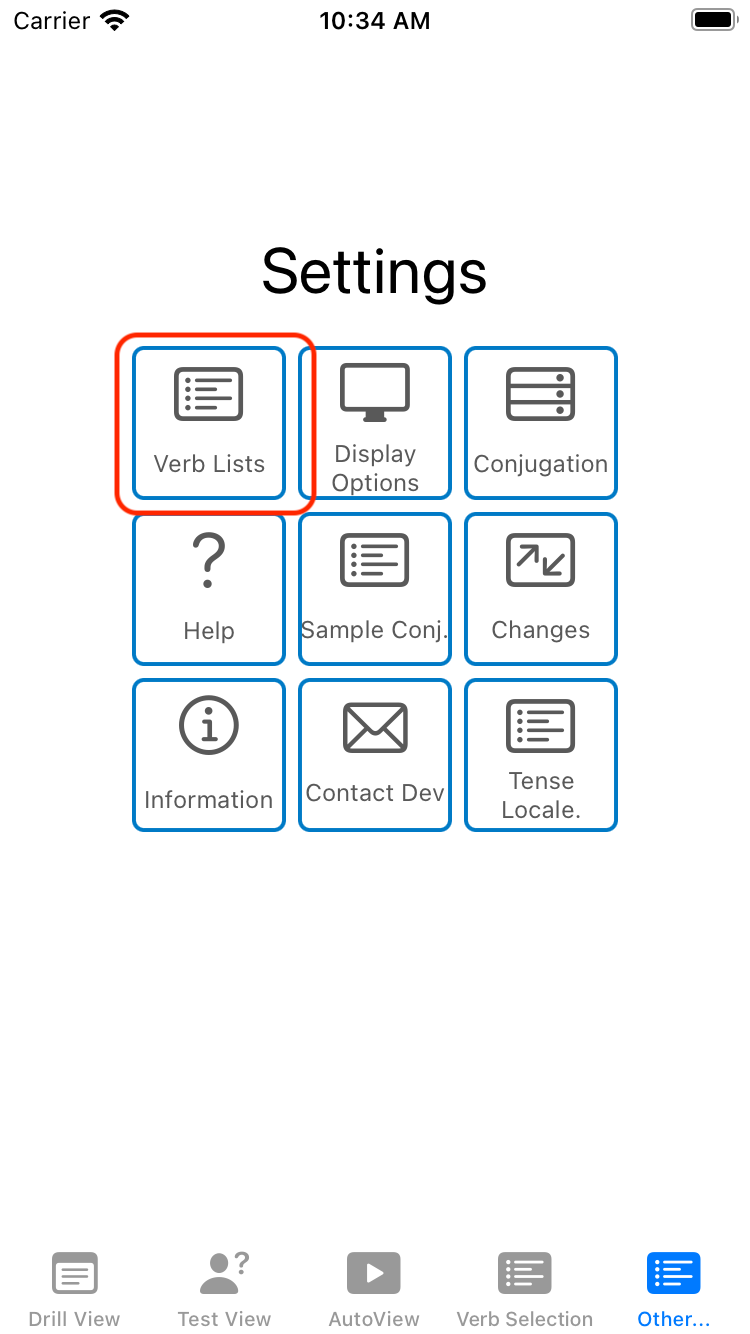 Carrier 10:34 AM
Settings
Verb Lists
Display
Options
Conjugation
?
Help
Sample Conj.
Changes
i
Information
Contact Dev
Tense
Locale.
?
Drill View
Test View
AutoView
Verb Selection
Other...